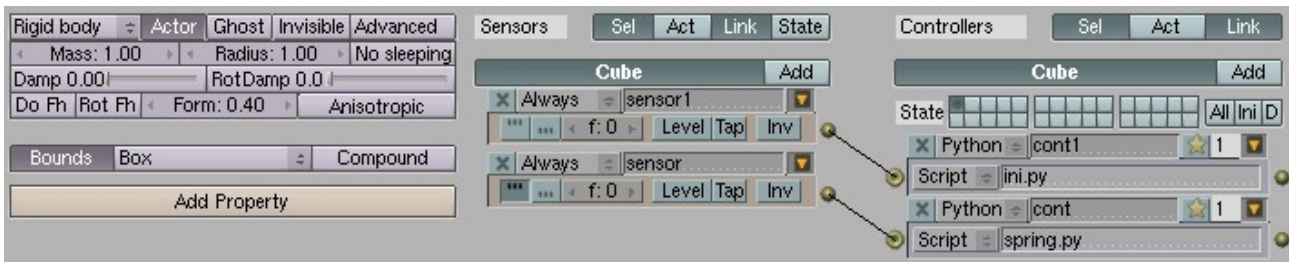 Rigid body Actor Ghost Invisible Advanced
Mass: 1.00 Radius: 1.00 No sleeping
Damp 0.00 RotDamp 0.0
Do Fh Rot Fh Form: 0.40 Anisotropic
Bounds Box Compound
Add Property
Sensors Sel Act Link State
Cube Add
X Always sensor1
f: 0 Level Tap Inv
X Always sensor
f: 0 Level Tap Inv
Controllers Sel Act Link
Cube Add
State All Ini D
X Python cont1 1
Script ini.py
X Python cont 1
Script spring.py